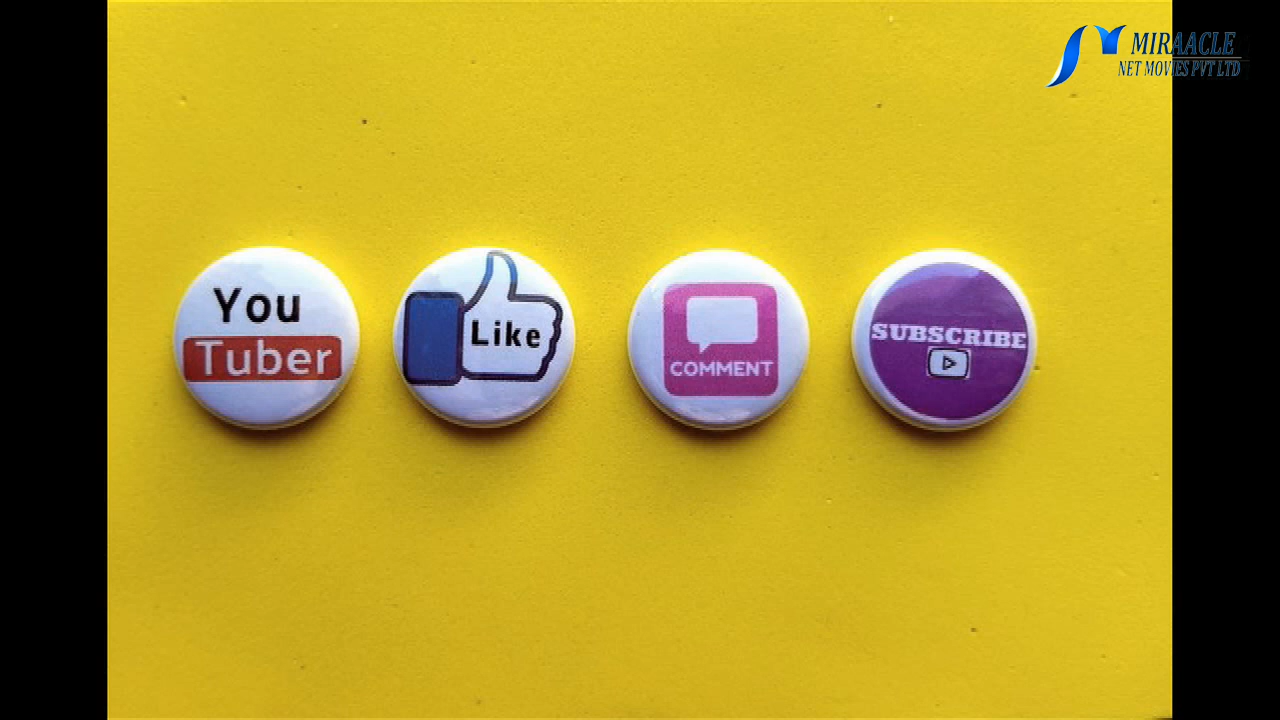 MIRAACLE
NET MOVIES PVT LTD
You
Tuber
Like
COMMENT
SUBSCRIBE